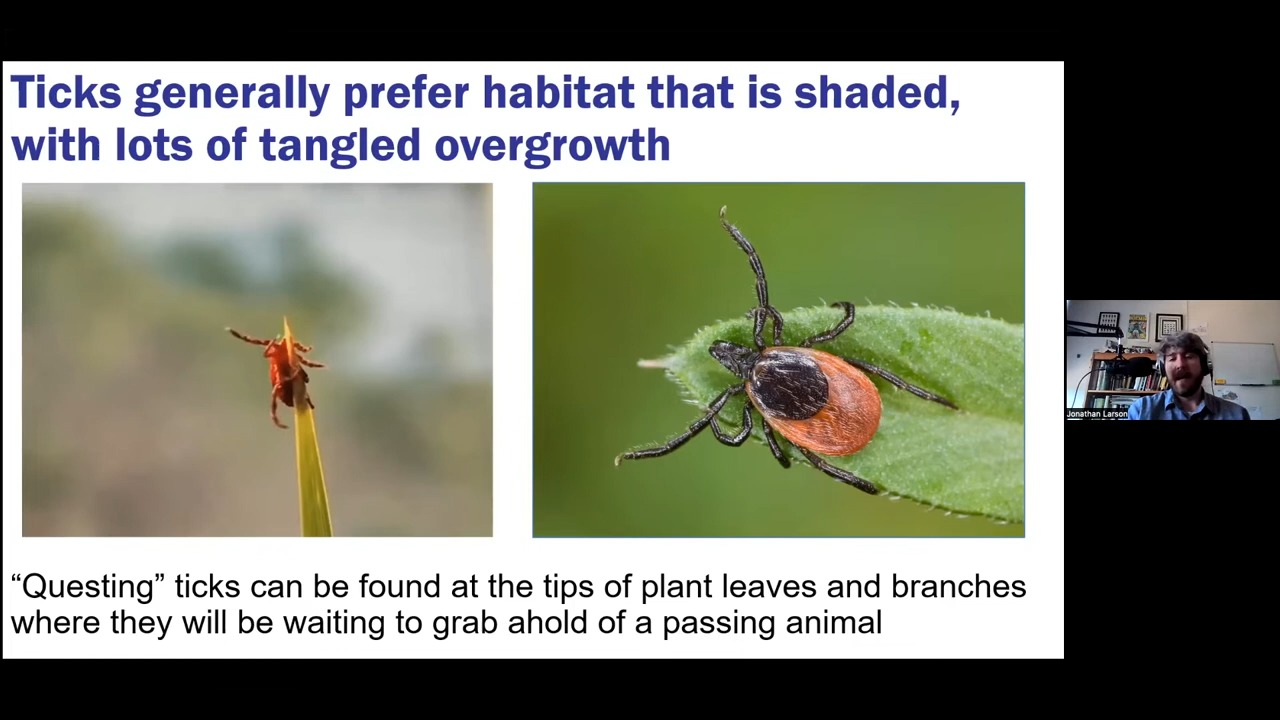 Ticks generally prefer habitat that is shaded,
with lots of tangled overgrowth
“Questing” ticks can be found at the tips of plant leaves and branches
where they will be waiting to grab ahold of a passing animal
Jonathan Larson